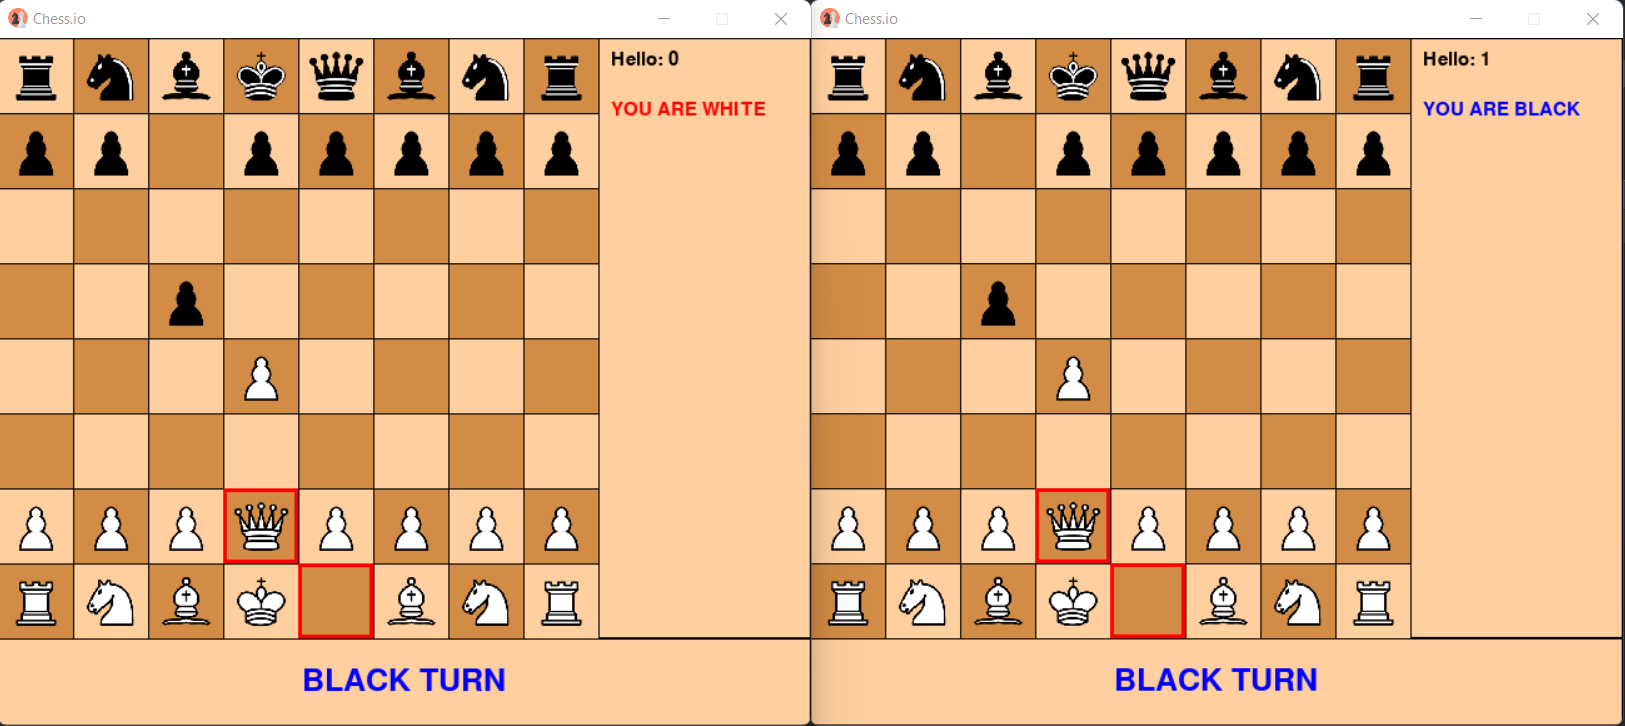 Chess.io
Hello: 0
YOU ARE WHITE
BLACK TURN
Chess.io
Hello: 1
YOU ARE BLACK
BLACK TURN